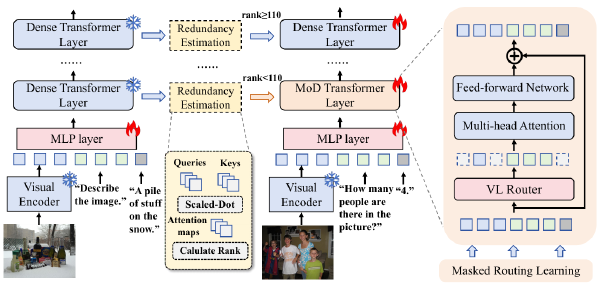 Dense Transformer
Layer
Redundancy
Estimation
rank≥110
Dense Transformer
Layer
......
......
......
Dense Transformer
Layer
Redundancy
Estimation
rank<110
MoD Transformer
Layer
MLP layer
MLP layer
Visual
Encoder
“Describe
the image.”
“A pile
of stuff
on the
snow.”
Queries
Keys
Scaled-Dot
Attention
maps
Calulate Rank
Visual
Encoder
“How many
people are
there in the
picture?”
“4.”
Feed-forward Network
Multi-head Attention
VL Router
Masked Routing Learning